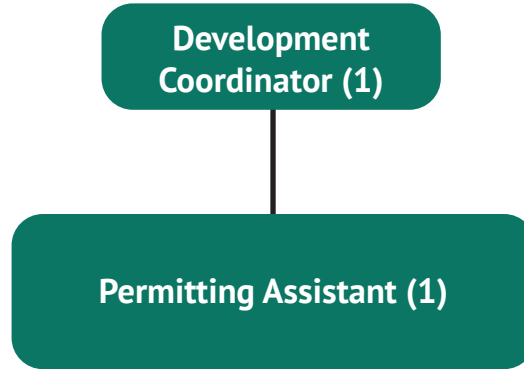 Development
Coordinator (1)
Permitting Assistant (1)